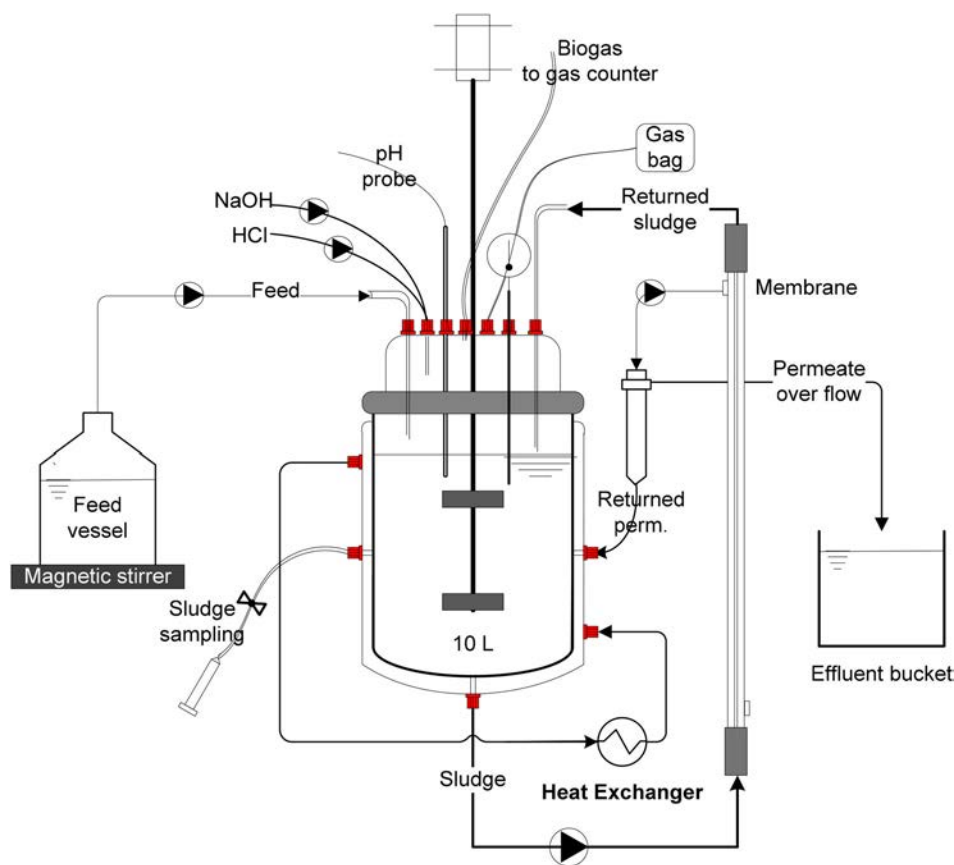 Biogas
to gas counter
Gas
bag
pH
probe
NaOH
HCl
Returned
sludge
Feed
Membrane
Permeate
over flow
Feed
vessel
Returned
perm.
Magnetic stirrer
Sludge
sampling
10 L
Effluent bucket
Sludge
Heat Exchanger